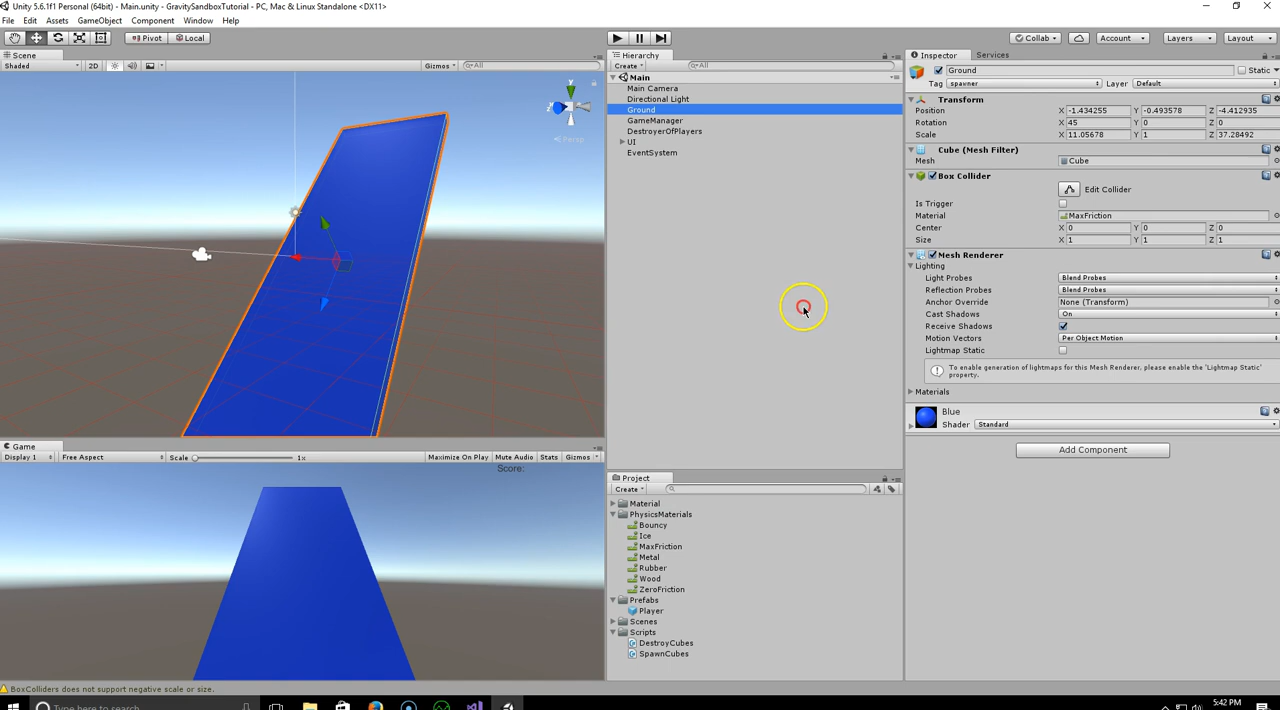 Unity 5.6.1f1 Personal (64bit) - Main.unity - GravitySandboxTutorial - PC, Mac & Linux Standalone <DX11>
File Edit Assets GameObject Component Window Help
Pivot Local Collab Account Layers Layout
Scene
Shaded 2D Gizmos All
y
z
Persp
Game
Display 1 Free Aspect Scale 1x Maximize On Play Mute Audio Stats Gizmos
Score:
Hierarchy
Create All
Main
Main Camera
Directional Light
Ground
GameManager
DestroyerOfPlayers
UI
EventSystem
Project
Create
Material
PhysicsMaterials
Bouncy
Ice
MaxFriction
Metal
Rubber
Wood
ZeroFriction
Prefabs
Player
Scenes
Scripts
DestroyCubes
SpawnCubes
Inspector Services
Ground Static
Tag spawner Layer Default
Transform
Position X -1.434255 Y -0.493578 Z -4.412935
Rotation X 45 Y 0 Z 0
Scale X 11.05678 Y 1 Z 37.28492
Cube (Mesh Filter)
Mesh Cube
Box Collider
Edit Collider
Is Trigger
Material MaxFriction
Center X 0 Y 0 Z 0
Size X 1 Y 1 Z 1
Mesh Renderer
Lighting
Light Probes Blend Probes
Reflection Probes Blend Probes
Anchor Override None (Transform)
Cast Shadows On
Receive Shadows
Motion Vectors Per Object Motion
Lightmap Static
To enable generation of lightmaps for this Mesh Renderer, please enable the 'Lightmap Static'
property.
Materials
Blue
Shader Standard
Add Component
BoxColliders does not support negative scale or size.
Type here to search
5:42 PM